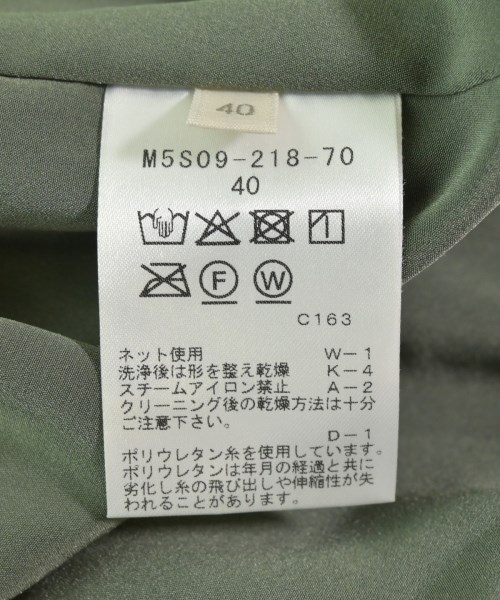 40
M5S09-218-70
40
F W
C163
ネット使用 W-1
洗浄後は形を整え乾燥 K-4
スチームアイロン禁止 A-2
クリーニング後の乾燥方法は十分
ご注意下さい。
D-1
ポリウレタン糸を使用しています。
ポリウレタンは年月の経過と共に
劣化し糸の飛び出しや伸縮性が失
われることがあります。